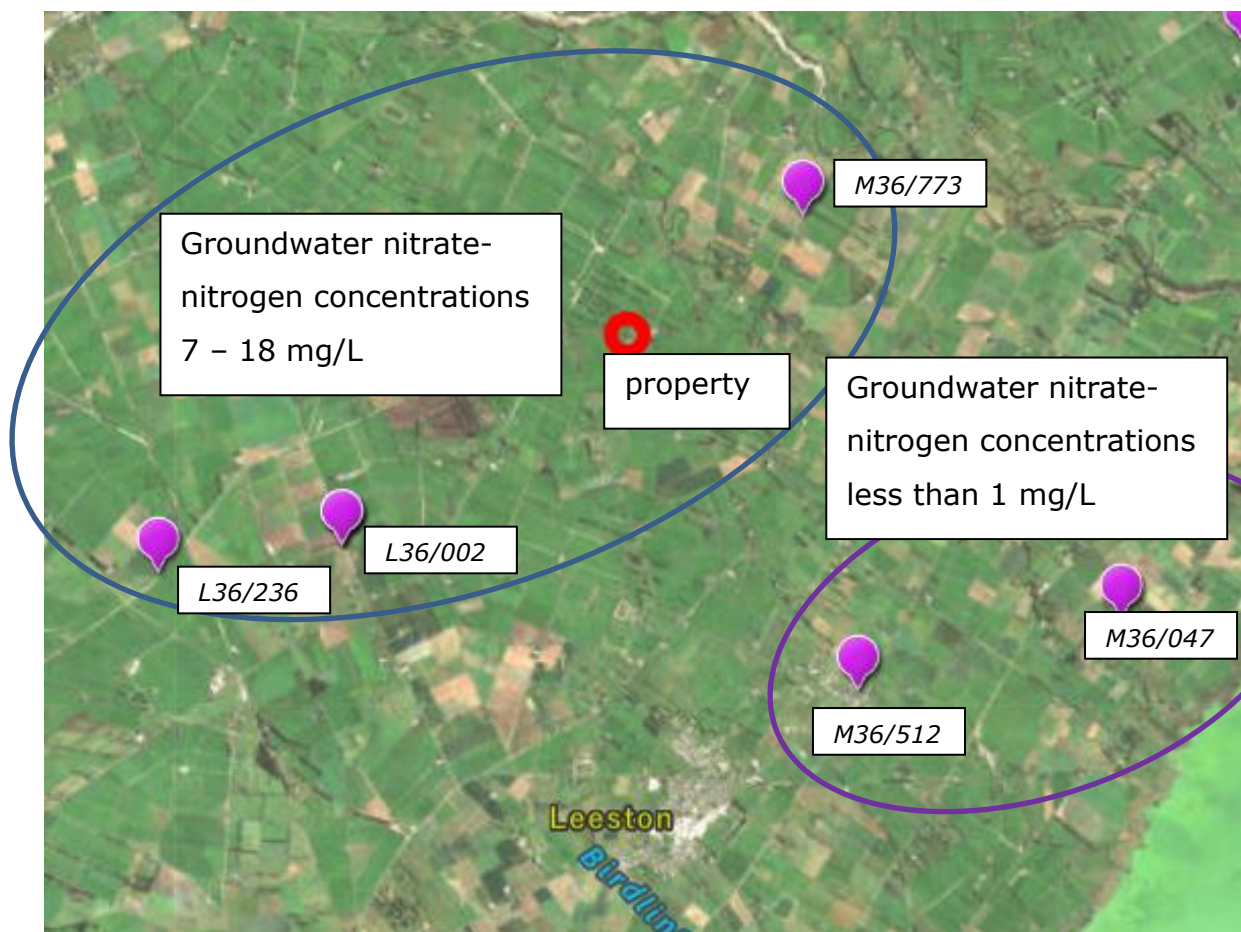 M36/773
Groundwater nitrate-
nitrogen concentrations
7 – 18 mg/L
property
Groundwater nitrate-
nitrogen concentrations
less than 1 mg/L
L36/002
L36/236
M36/047
M36/512
Leeston